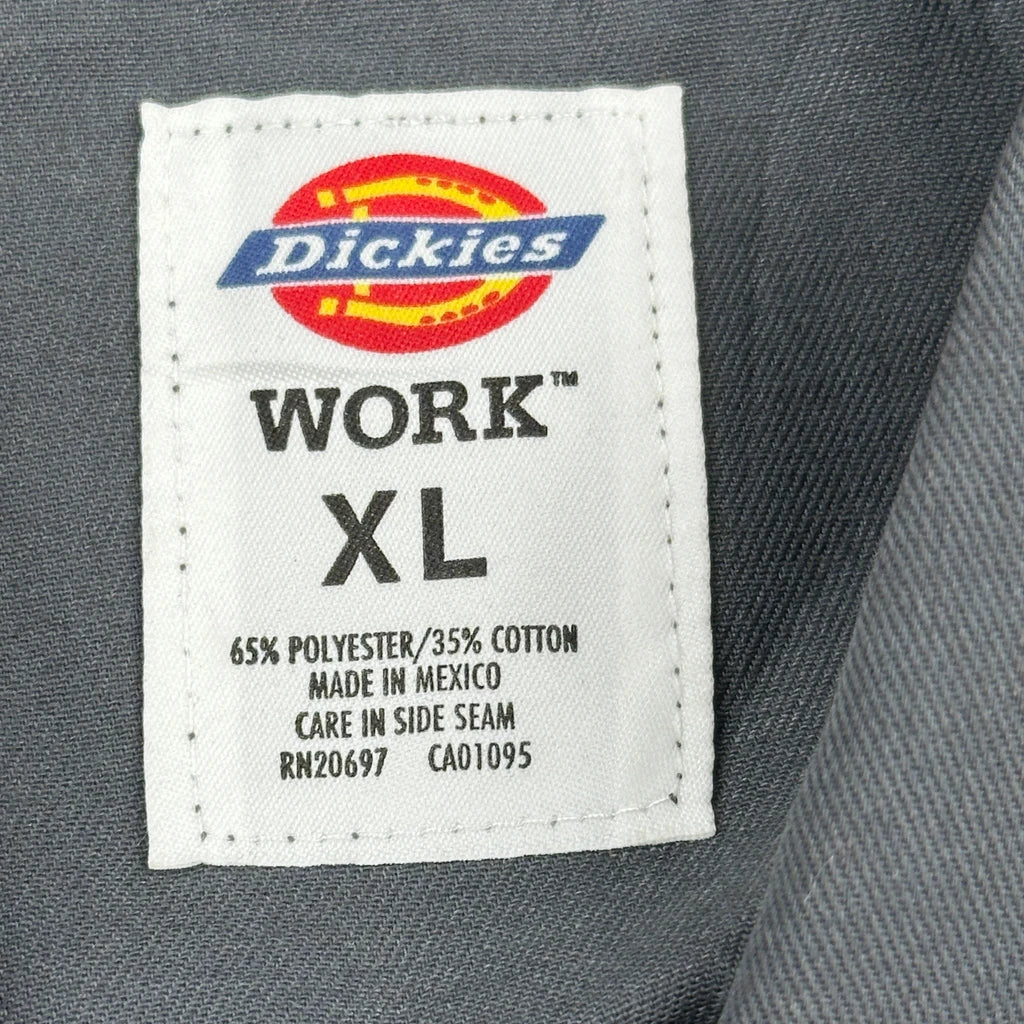 Dickies
WORK™
XL
65% POLYESTER/35% COTTON
MADE IN MEXICO
CARE IN SIDE SEAM
RN20697 CA01095